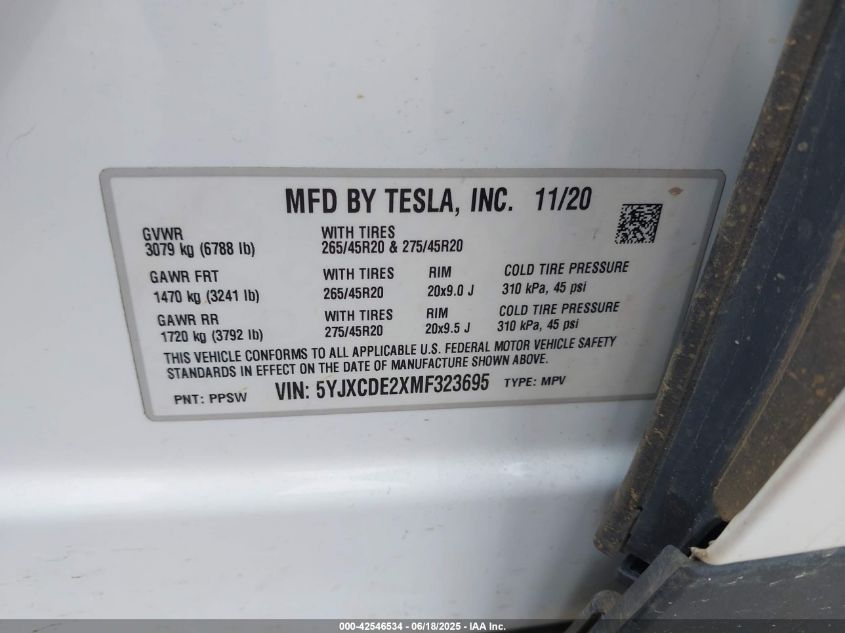 MFD BY TESLA, INC. 11/20
GVWR WITH TIRES
3079 kg (6788 lb) 265/45R20 & 275/45R20
GAWR FRT WITH TIRES RIM COLD TIRE PRESSURE
1470 kg (3241 lb) 265/45R20 20x9.0 J 310 kPa, 45 psi
GAWR RR WITH TIRES RIM COLD TIRE PRESSURE
1720 kg (3792 lb) 275/45R20 20x9.5 J 310 kPa, 45 psi
THIS VEHICLE CONFORMS TO ALL APPLICABLE U.S. FEDERAL MOTOR VEHICLE SAFETY
STANDARDS IN EFFECT ON THE DATE OF MANUFACTURE SHOWN ABOVE.
PNT: PPSW VIN: 5YJXCDE2XMF323695 TYPE: MPV
000-42546534 - 06/18/2025 - IAA Inc.